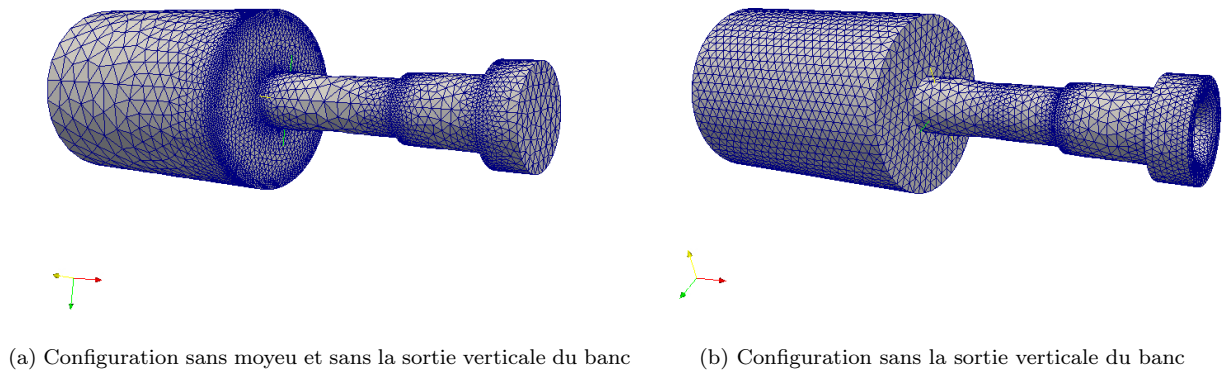 (a) Configuration sans moyeu et sans la sortie verticale du banc
(b) Configuration sans la sortie verticale du banc